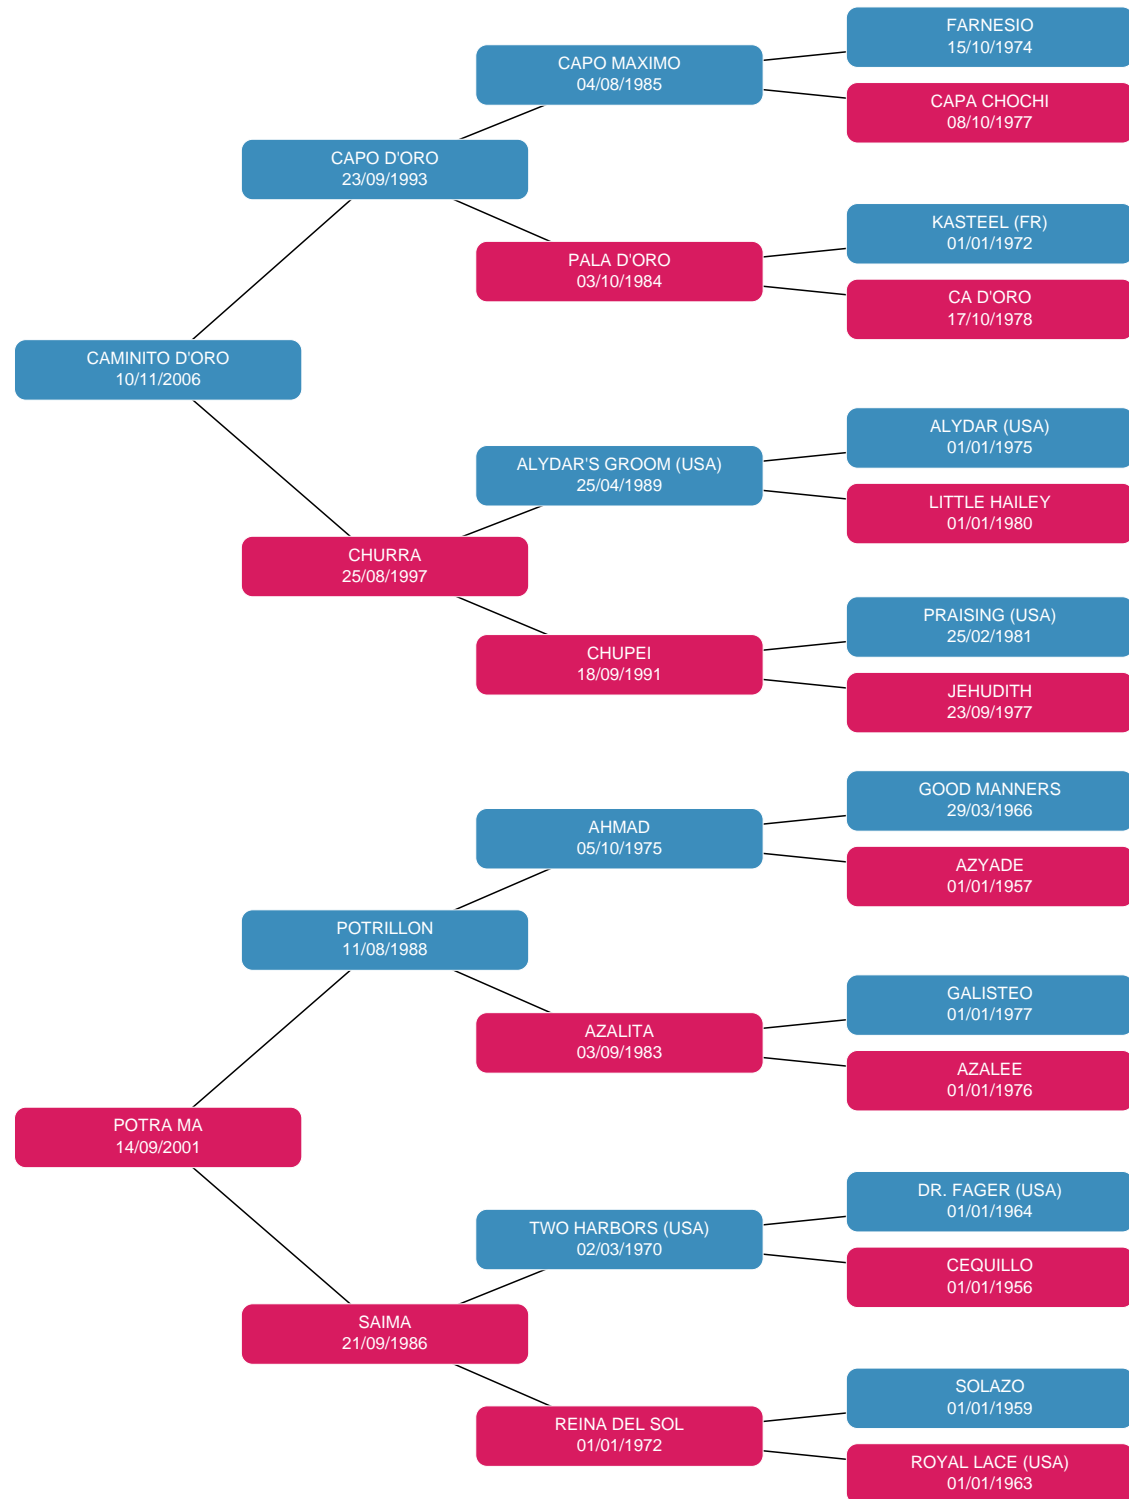 FARNESIO
15/10/1974
CAPO MAXIMO
04/08/1985
CAPA CHOCHI
08/10/1977
CAPO D'ORO
23/09/1993
KASTEEL (FR)
01/01/1972
PALA D'ORO
03/10/1984
CA D'ORO
17/10/1978
CAMINITO D'ORO
10/11/2006
ALYDAR (USA)
01/01/1975
ALYDAR'S GROOM (USA)
25/04/1989
LITTLE HAILEY
01/01/1980
CHURRA
25/08/1997
PRAISING (USA)
25/02/1981
CHUPEI
18/09/1991
JEHUDITH
23/09/1977
GOOD MANNERS
29/03/1966
AHMAD
05/10/1975
AZYADE
01/01/1957
POTRILLON
11/08/1988
GALISTEO
01/01/1977
AZALITA
03/09/1983
AZALEE
01/01/1976
POTRA MA
14/09/2001
DR. FAGER (USA)
01/01/1964
TWO HARBORS (USA)
02/03/1970
CEQUILLO
01/01/1956
SAIMA
21/09/1986
SOLAZO
01/01/1959
REINA DEL SOL
01/01/1972
ROYAL LACE (USA)
01/01/1963